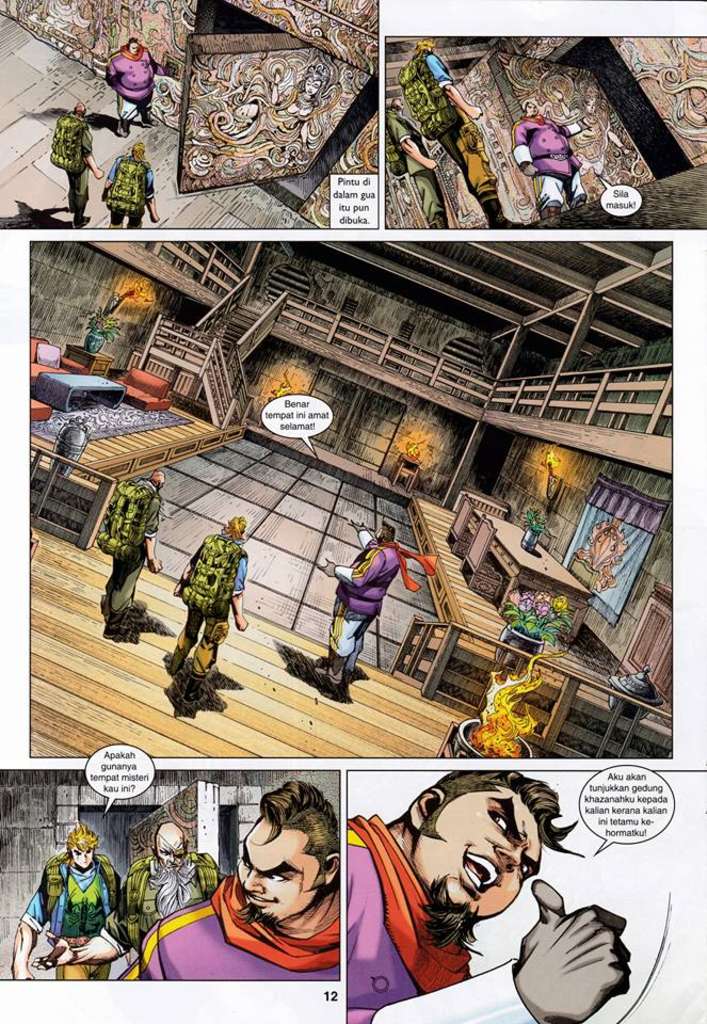 Pintu di
dalam gua
itu pun
dibuka.
Sila
masuk!
Benar
tempat ini amat
selamat!
Apakah
gunanya
tempat misteri
kau ini?
Aku akan
tunjukkan gedung
khazanahku kepada
kalian kerana kalian
ini tetamu ke-
hormatku!
12